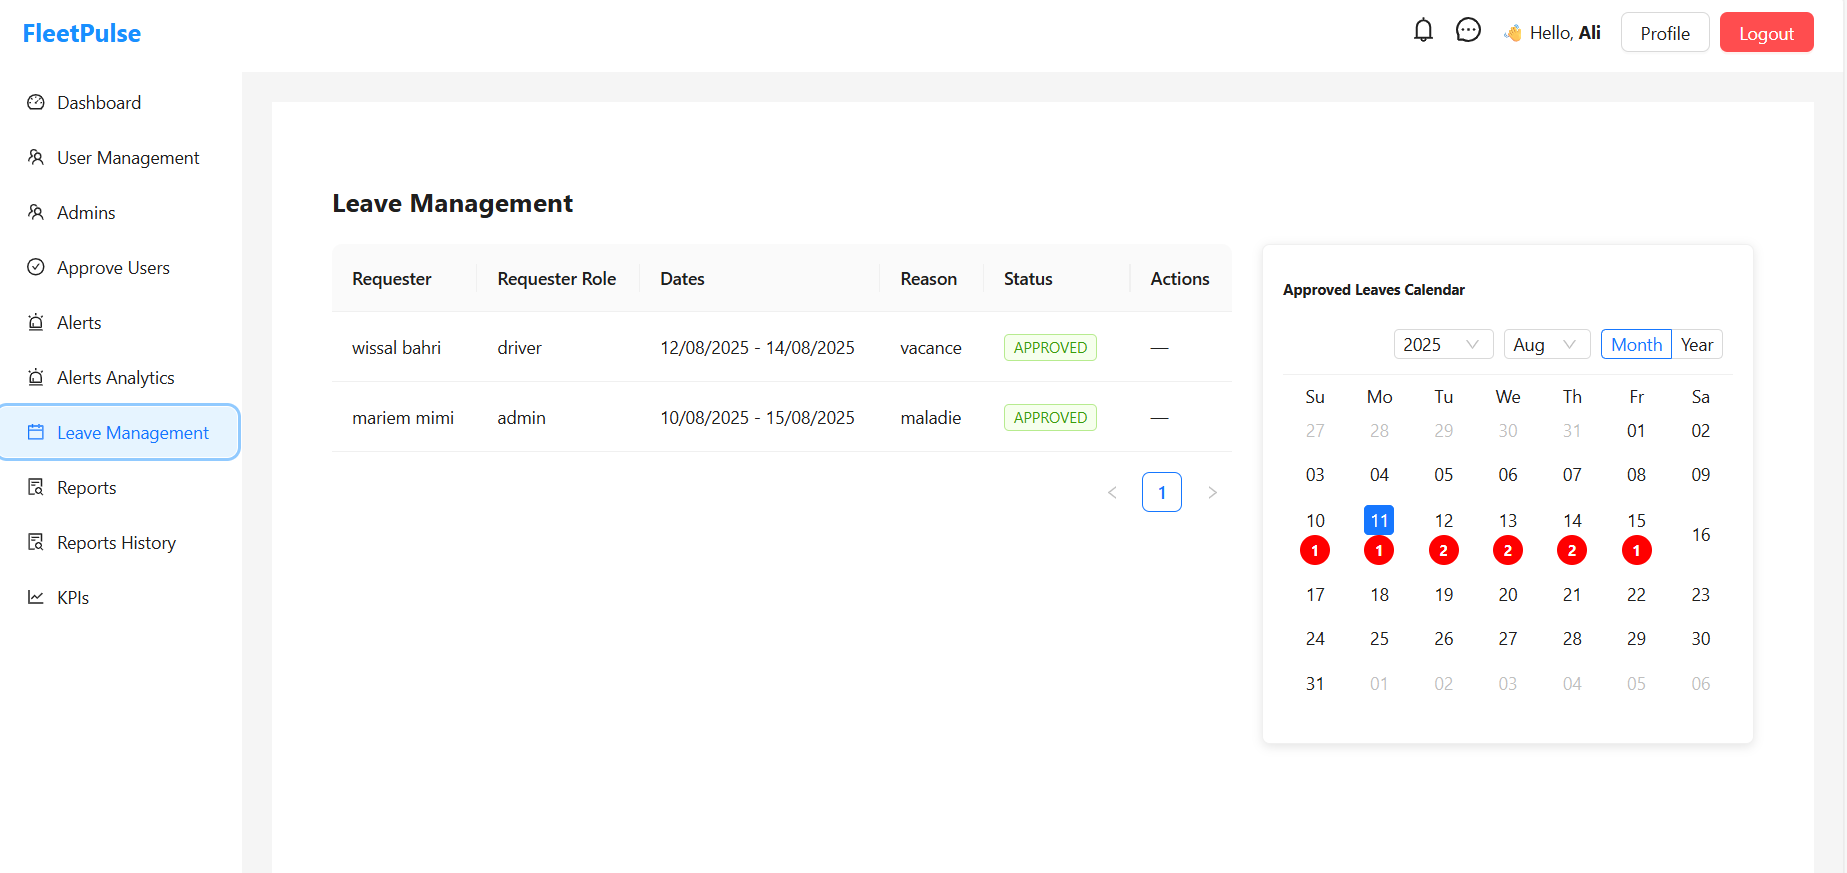 FleetPulse
👋 Hello, Ali
Profile
Logout
Dashboard
User Management
Admins
Approve Users
Alerts
Alerts Analytics
Leave Management
Reports
Reports History
KPIs
Leave Management
Requester Requester Role Dates Reason Status Actions
wissal bahri driver 12/08/2025 - 14/08/2025 vacance APPROVED —
mariem mimi admin 10/08/2025 - 15/08/2025 maladie APPROVED —
< 1 >
Approved Leaves Calendar
2025 Aug Month Year
Su Mo Tu We Th Fr Sa
27 28 29 30 31 01 02
03 04 05 06 07 08 09
10 11 12 13 14 15 16
1 1 2 2 2 1
17 18 19 20 21 22 23
24 25 26 27 28 29 30
31 01 02 03 04 05 06